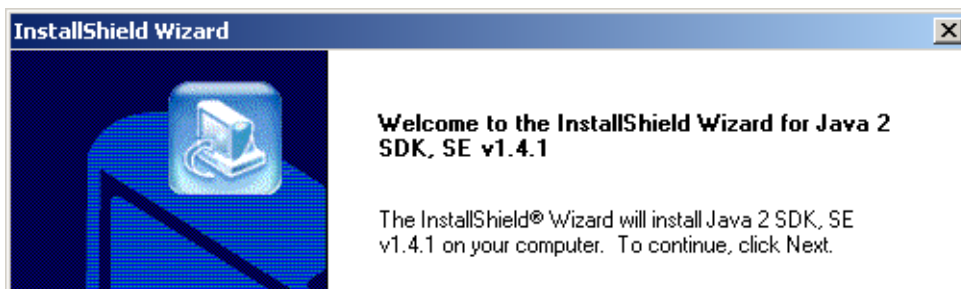 InstallShield Wizard
Welcome to the InstallShield Wizard for Java 2
SDK, SE v1.4.1
The InstallShield® Wizard will install Java 2 SDK, SE
v1.4.1 on your computer.  To continue, click Next.